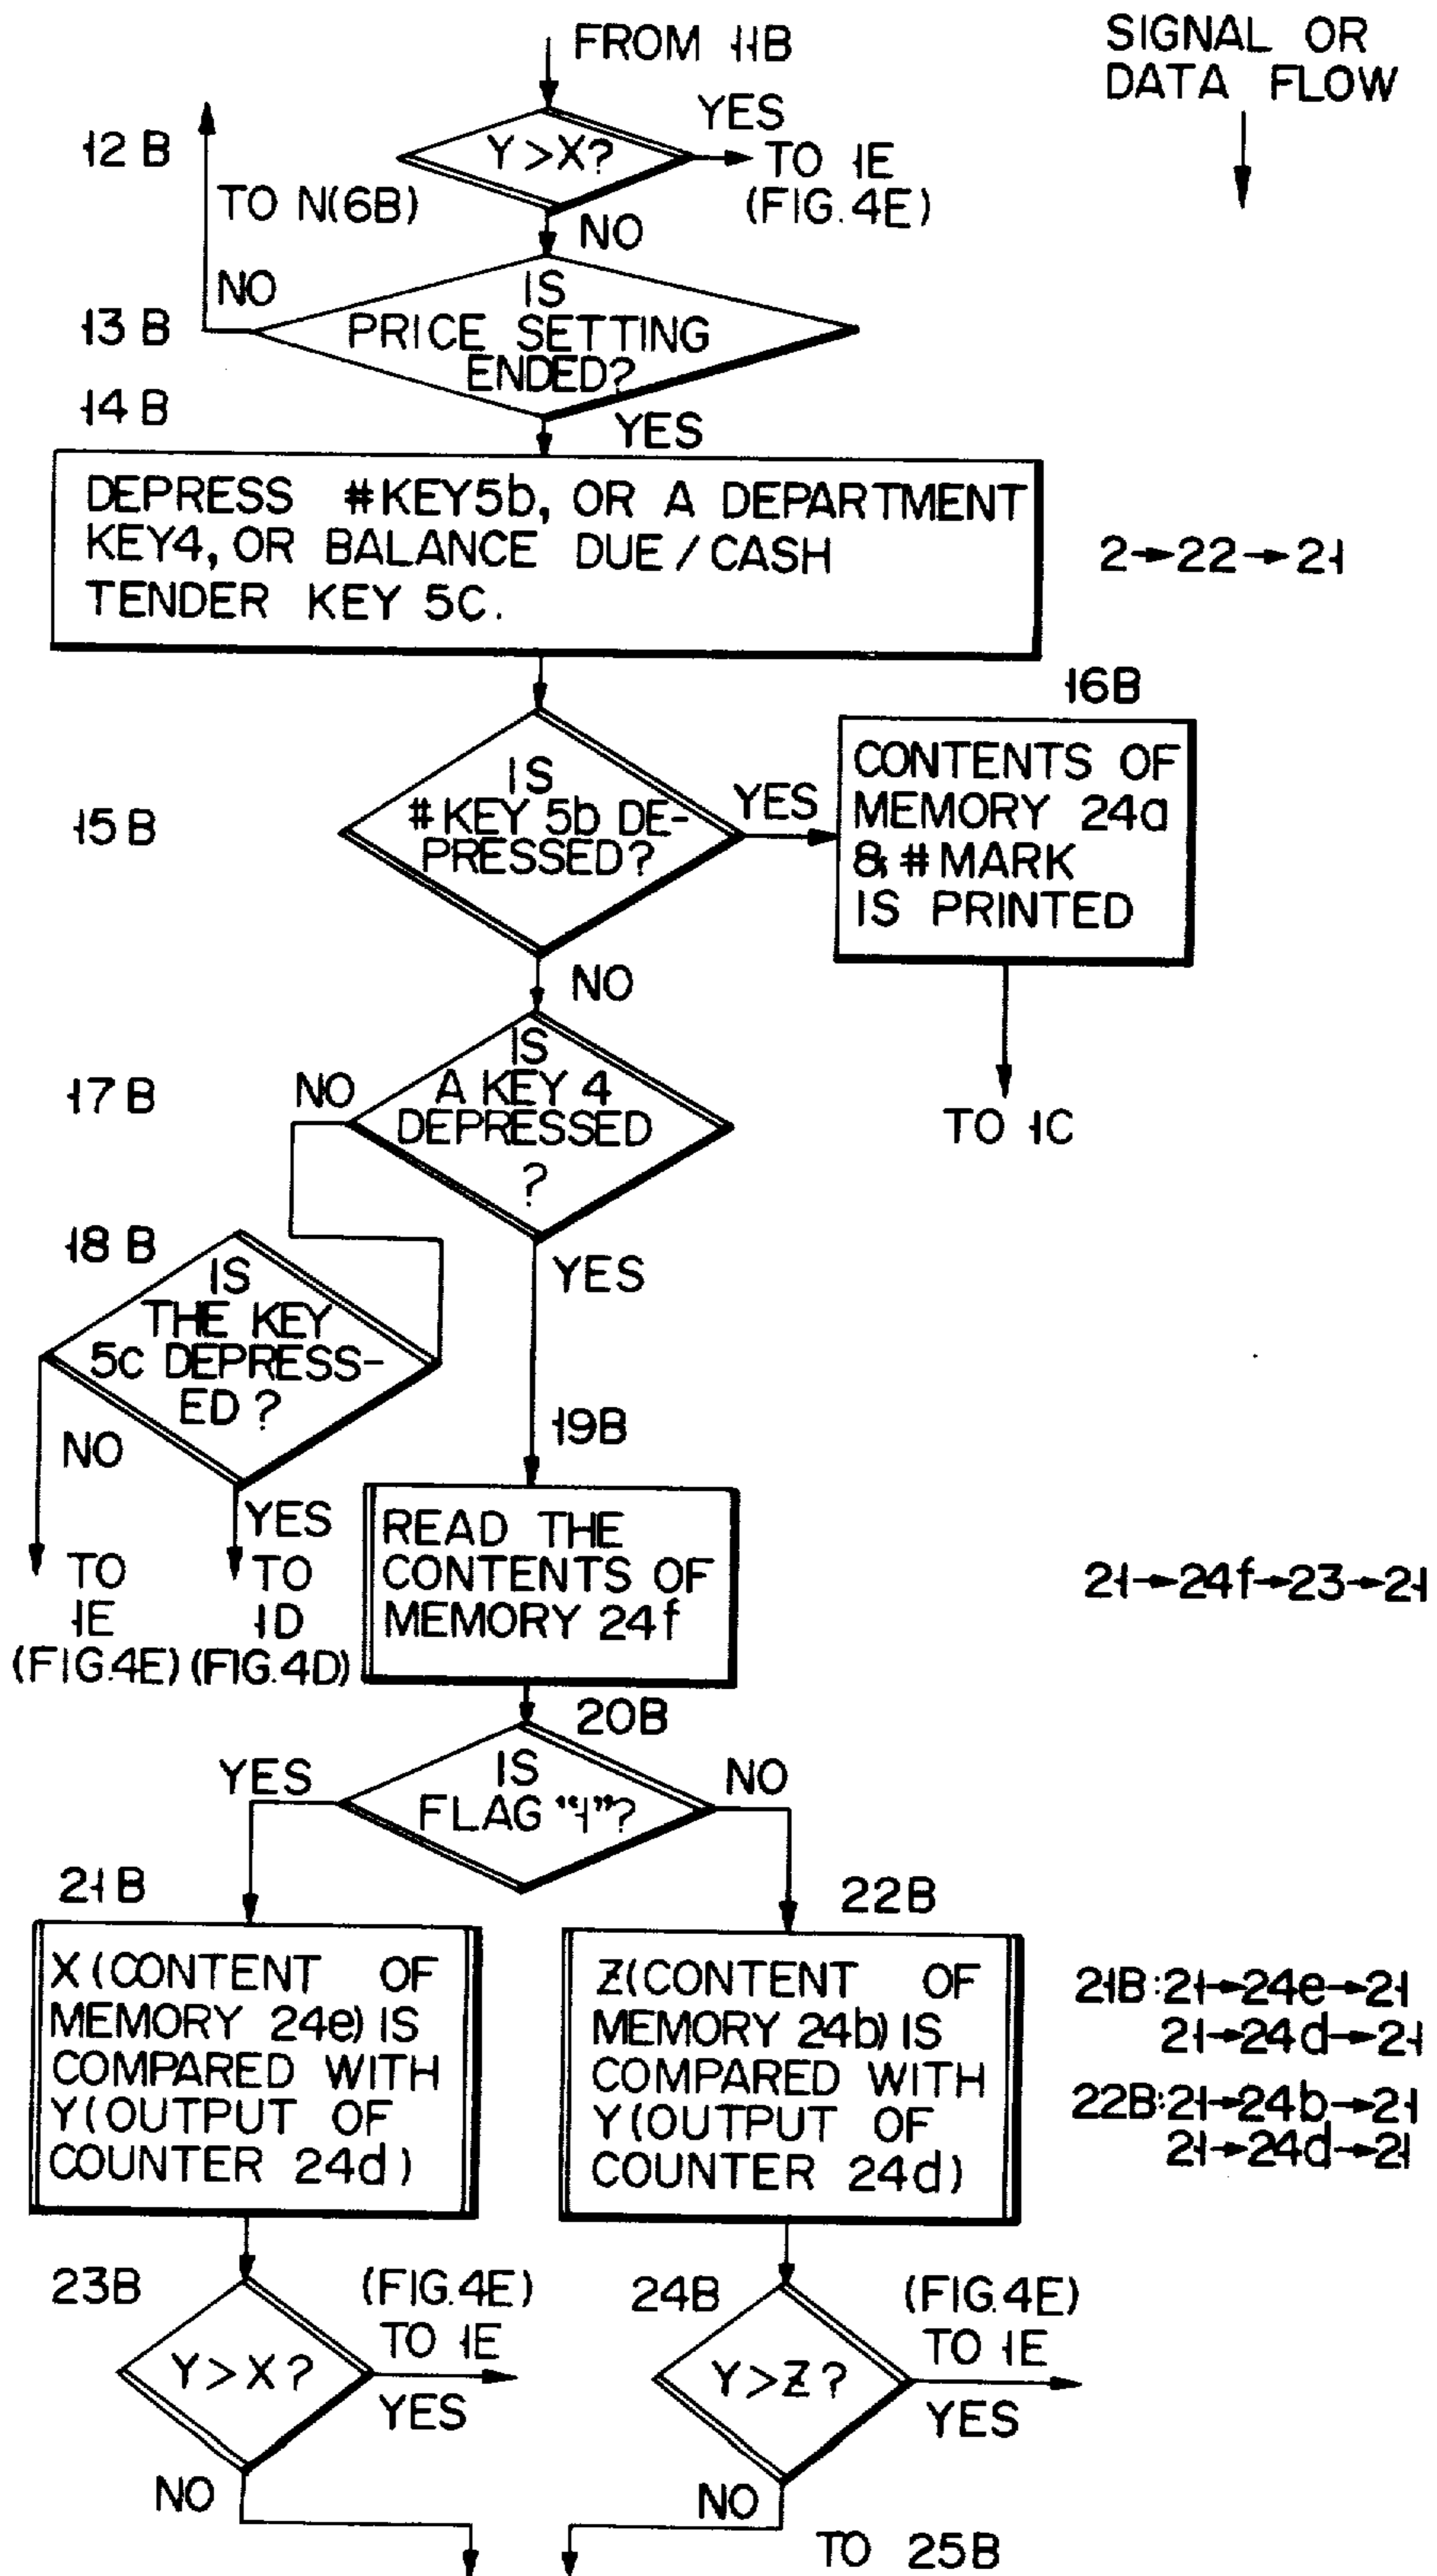 FROM 11B
SIGNAL OR
DATA FLOW
12B
Y>X?
YES
TO 1E
(FIG.4E)
TO N(6B)
NO
NO
13B
IS
PRICE SETTING
ENDED?
14B
YES
DEPRESS #KEY5b, OR A DEPARTMENT
KEY4, OR BALANCE DUE/CASH
TENDER KEY 5C.
2→22→21
15B
IS
#KEY 5b DE-
PRESSED?
YES
16B
CONTENTS OF
MEMORY 24a
& #MARK
IS PRINTED
TO 1C
NO
17B
NO
IS
A KEY 4
DEPRESSED
?
YES
18B
IS
THE KEY
5c DEPRESS-
ED?
NO
YES
TO
1E
(FIG.4E)
TO
1D
(FIG.4D)
19B
READ THE
CONTENTS OF
MEMORY 24f
21→24f→23→21
20B
IS
FLAG "1"?
YES
NO
21B
X(CONTENT OF
MEMORY 24e) IS
COMPARED WITH
Y(OUTPUT OF
COUNTER 24d)
22B
Z(CONTENT OF
MEMORY 24b) IS
COMPARED WITH
Y(OUTPUT OF
COUNTER 24d)
21B:21→24e→21
21→24d→21
22B:21→24b→21
21→24d→21
23B
Y>X?
(FIG.4E)
TO 1E
YES
NO
24B
Y>Z?
(FIG.4E)
TO 1E
YES
NO
TO 25B